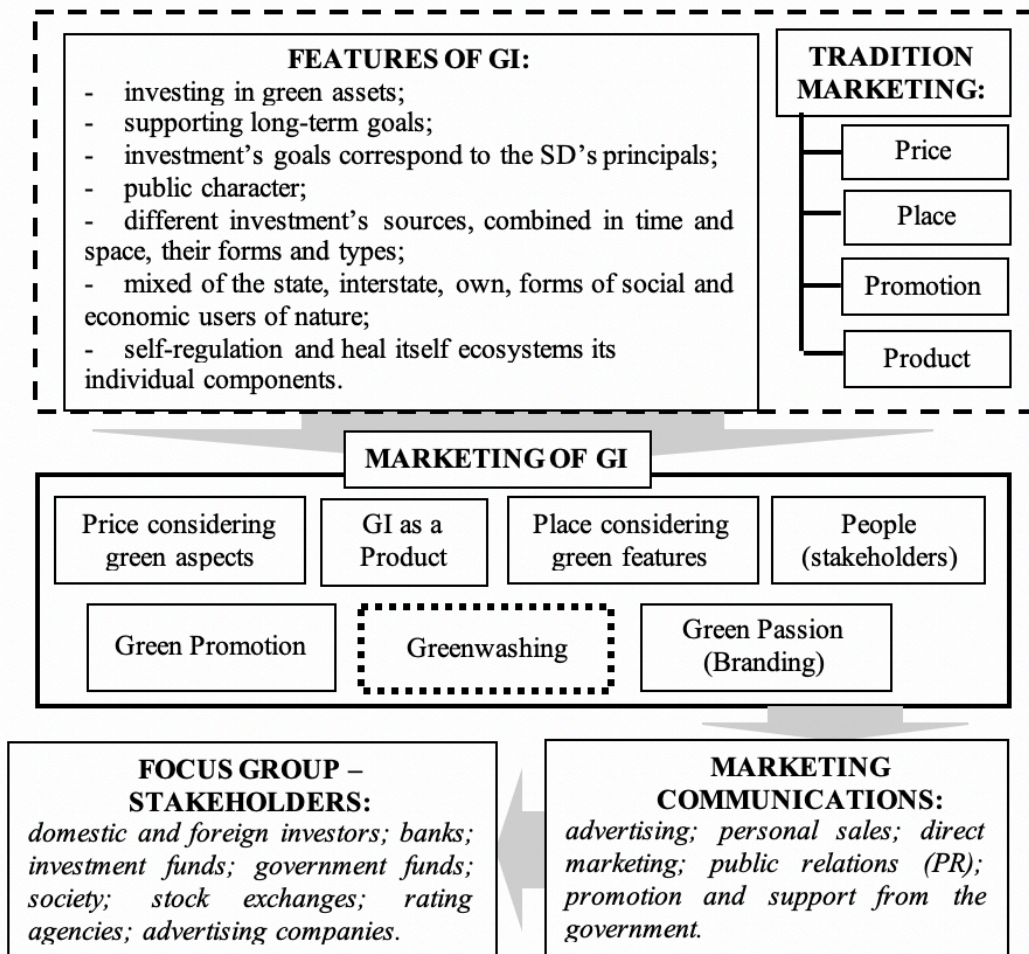 FEATURES OF GI:
- investing in green assets;
- supporting long-term goals;
- investment's goals correspond to the SD's principals;
- public character;
- different investment's sources, combined in time and
space, their forms and types;
- mixed of the state, interstate, own, forms of social and
economic users of nature;
- self-regulation and heal itself ecosystems its
individual components.
TRADITION
MARKETING:
Price
Place
Promotion
Product
MARKETING OF GI
Price considering
green aspects
GI as a
Product
Place considering
green features
People
(stakeholders)
Green Promotion
Greenwashing
Green Passion
(Branding)
FOCUS GROUP –
STAKEHOLDERS:
domestic and foreign investors; banks;
investment funds; government funds;
society; stock exchanges; rating
agencies; advertising companies.
MARKETING
COMMUNICATIONS:
advertising; personal sales; direct
marketing; public relations (PR);
promotion and support from the
government.